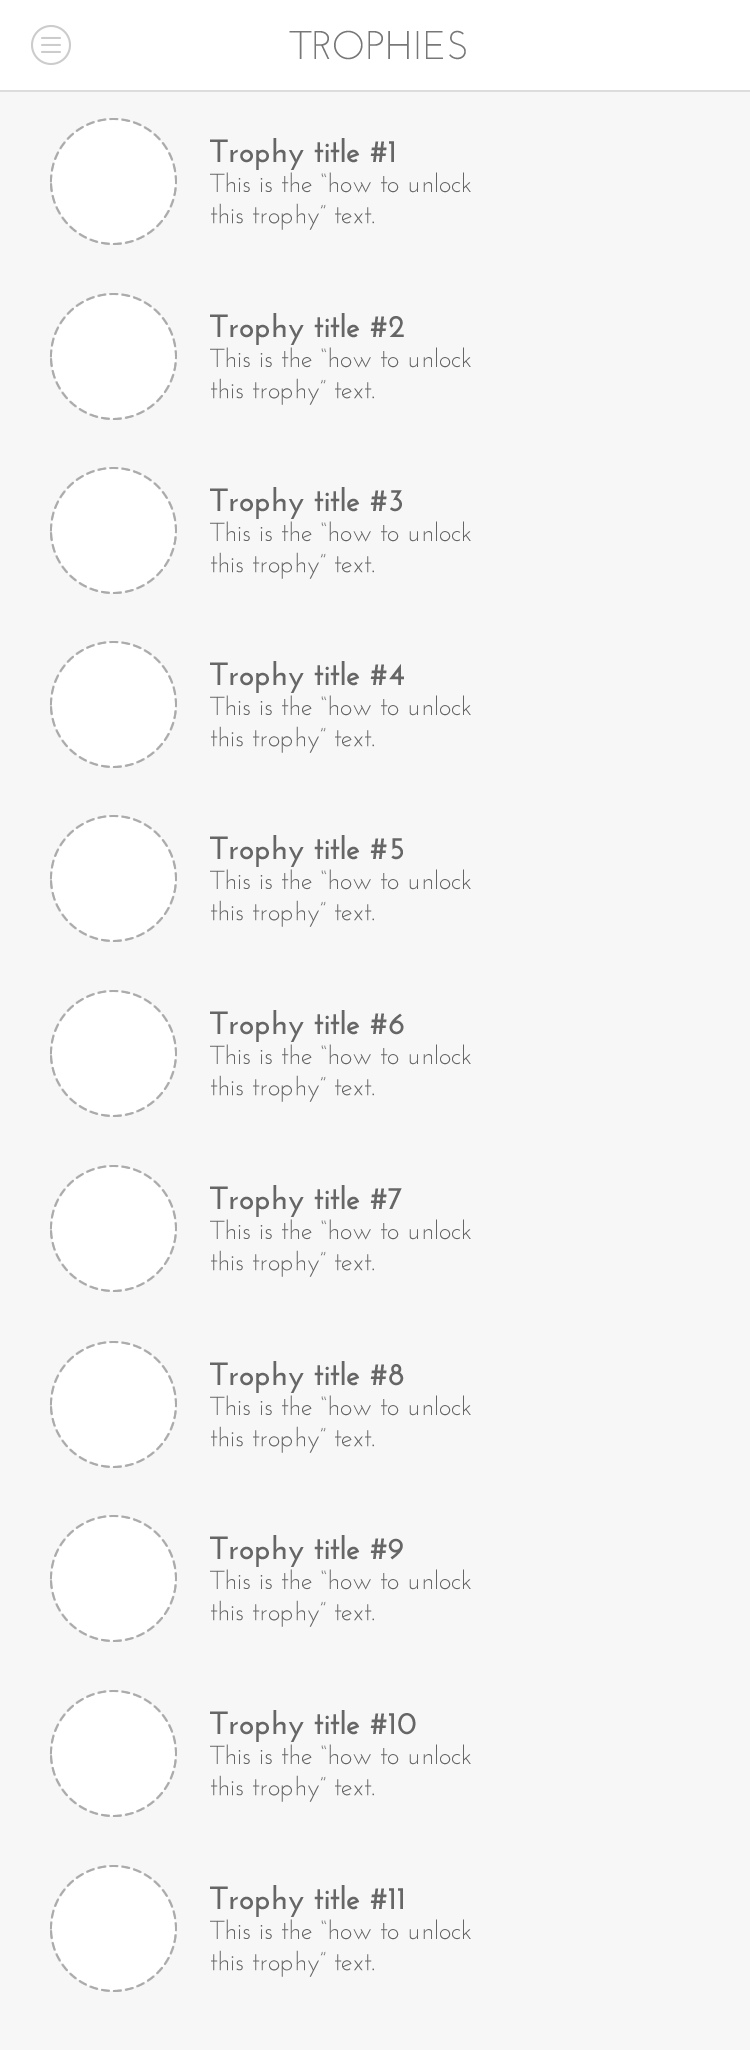 TROPHIES
Trophy title #1
This is the “how to unlock
this trophy” text.
Trophy title #2
This is the “how to unlock
this trophy” text.
Trophy title #3
This is the “how to unlock
this trophy” text.
Trophy title #4
This is the “how to unlock
this trophy” text.
Trophy title #5
This is the “how to unlock
this trophy” text.
Trophy title #6
This is the “how to unlock
this trophy” text.
Trophy title #7
This is the “how to unlock
this trophy” text.
Trophy title #8
This is the “how to unlock
this trophy” text.
Trophy title #9
This is the “how to unlock
this trophy” text.
Trophy title #10
This is the “how to unlock
this trophy” text.
Trophy title #11
This is the “how to unlock
this trophy” text.